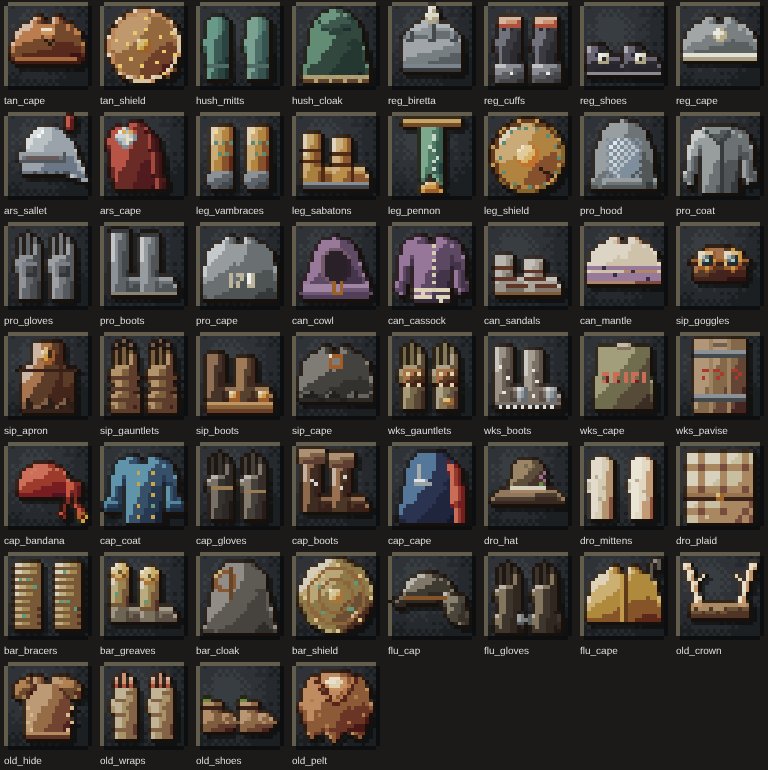 tan_cape tan_shield hush_mitts hush_cloak reg_biretta reg_cuffs reg_shoes reg_cape
ars_sallet ars_cape leg_vambraces leg_sabatons leg_pennon leg_shield pro_hood pro_coat
pro_gloves pro_boots pro_cape can_cowl can_cassock can_sandals can_mantle sip_goggles
sip_apron sip_gauntlets sip_boots sip_cape wks_gauntlets wks_boots wks_cape wks_pavise
cap_bandana cap_coat cap_gloves cap_boots cap_cape dro_hat dro_mittens dro_plaid
bar_bracers bar_greaves bar_cloak bar_shield flu_cap flu_gloves flu_cape old_crown
old_hide old_wraps old_shoes old_pelt